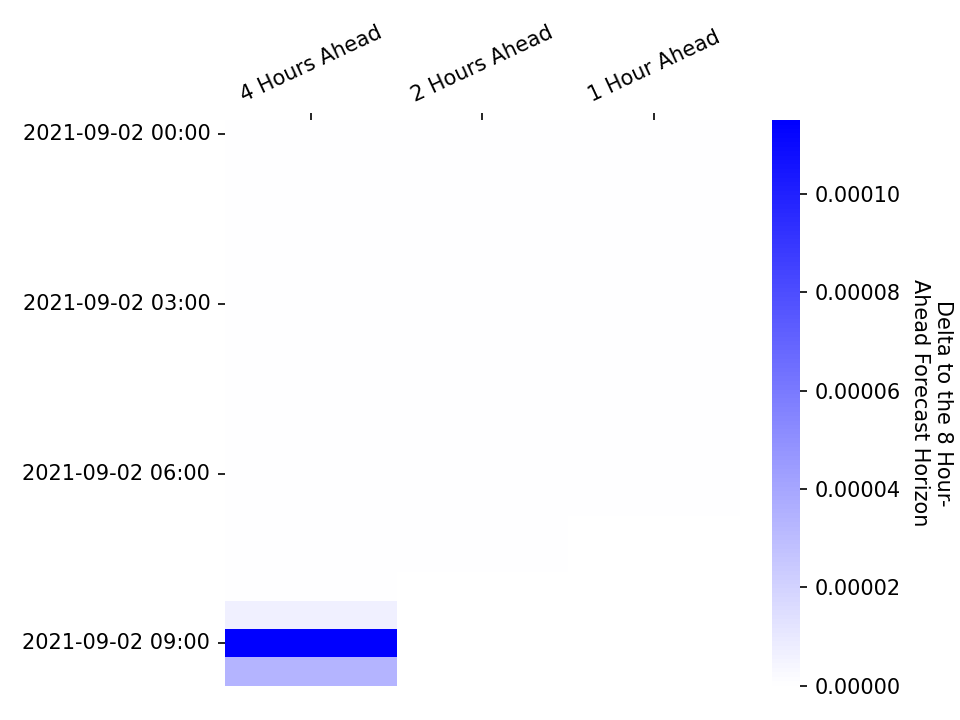 4 Hours Ahead
2 Hours Ahead
1 Hour Ahead
2021-09-02 00:00
2021-09-02 03:00
2021-09-02 06:00
2021-09-02 09:00
0.00010
0.00008
0.00006
0.00004
0.00002
0.00000
Delta to the 8 Hour-
Ahead Forecast Horizon